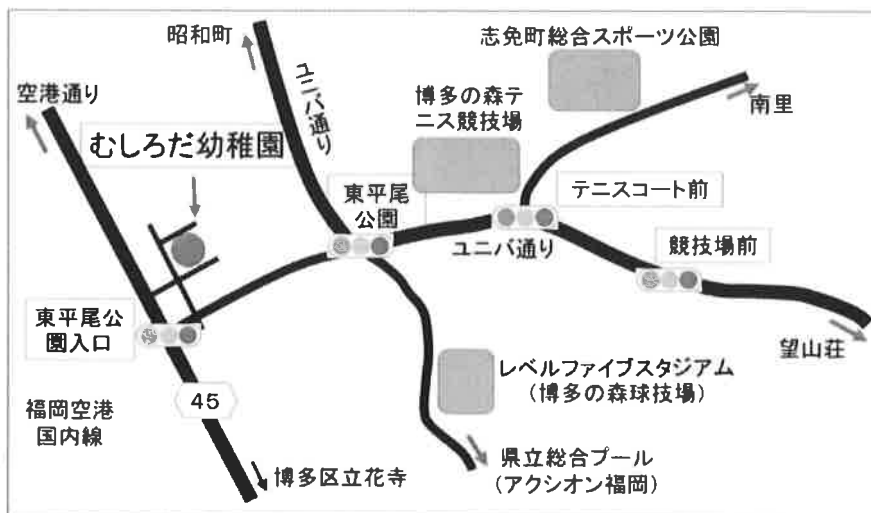 昭和町
志免町総合スポーツ公園
空港通り
ユニバ通り
博多の森テ
ニス競技場
南里
むしろだ幼稚園
東平尾
公園
テニスコート前
ユニバ通り
競技場前
東平尾公
園入口
望山荘
レベルファイブスタジアム
(博多の森球技場)
45
福岡空港
国内線
博多区立花寺
県立総合プール
(アクシオン福岡)